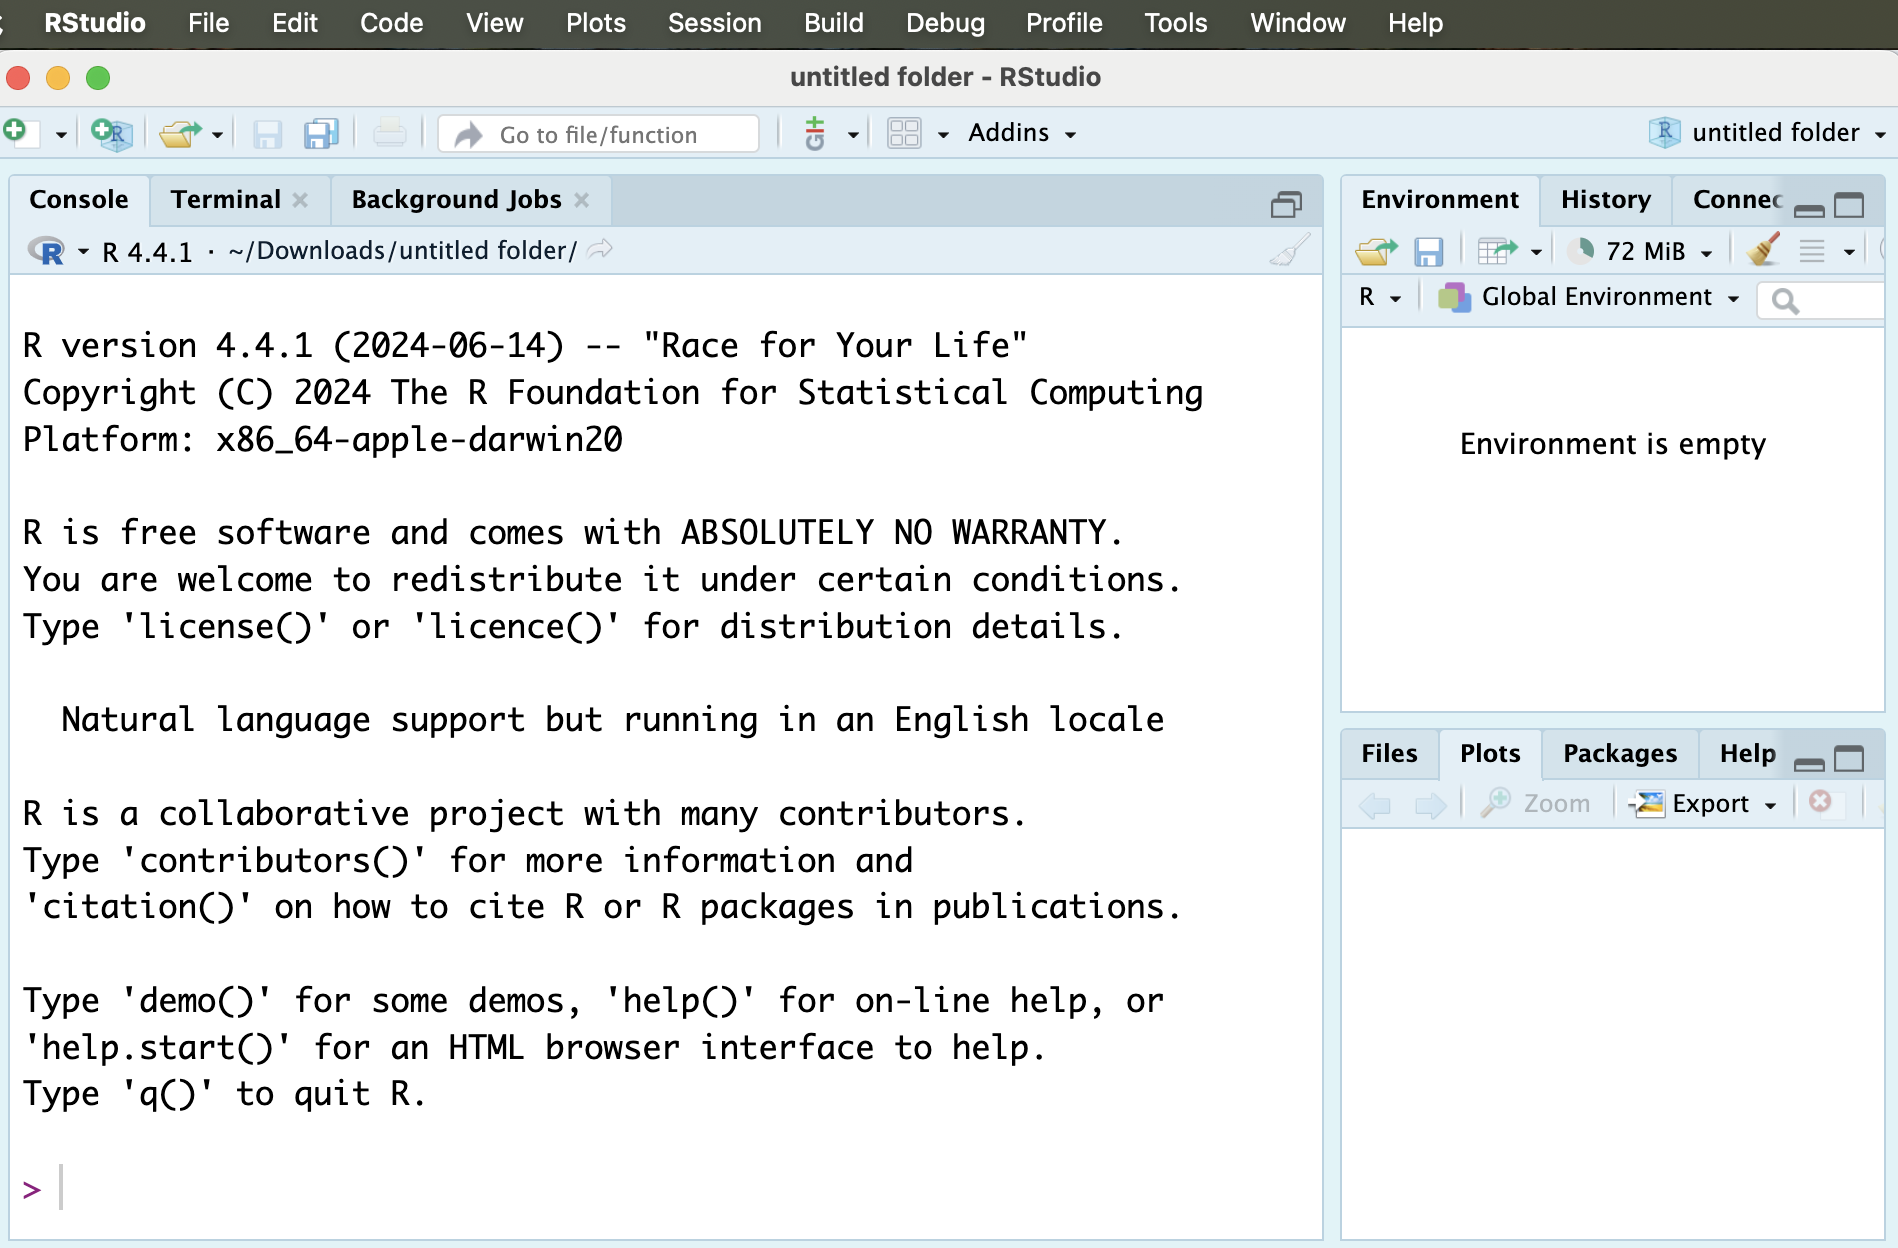 RStudio File Edit Code View Plots Session Build Debug Profile Tools Window Help
untitled folder - RStudio
Go to file/function Addins untitled folder
Console Terminal Background Jobs
R 4.4.1 · ~/Downloads/untitled folder/
R version 4.4.1 (2024-06-14) -- "Race for Your Life"
Copyright (C) 2024 The R Foundation for Statistical Computing
Platform: x86_64-apple-darwin20
R is free software and comes with ABSOLUTELY NO WARRANTY.
You are welcome to redistribute it under certain conditions.
Type 'license()' or 'licence()' for distribution details.
Natural language support but running in an English locale
R is a collaborative project with many contributors.
Type 'contributors()' for more information and
'citation()' on how to cite R or R packages in publications.
Type 'demo()' for some demos, 'help()' for on-line help, or
'help.start()' for an HTML browser interface to help.
Type 'q()' to quit R.
>
Environment History Connec
72 MiB
R Global Environment
Environment is empty
Files Plots Packages Help
Zoom Export